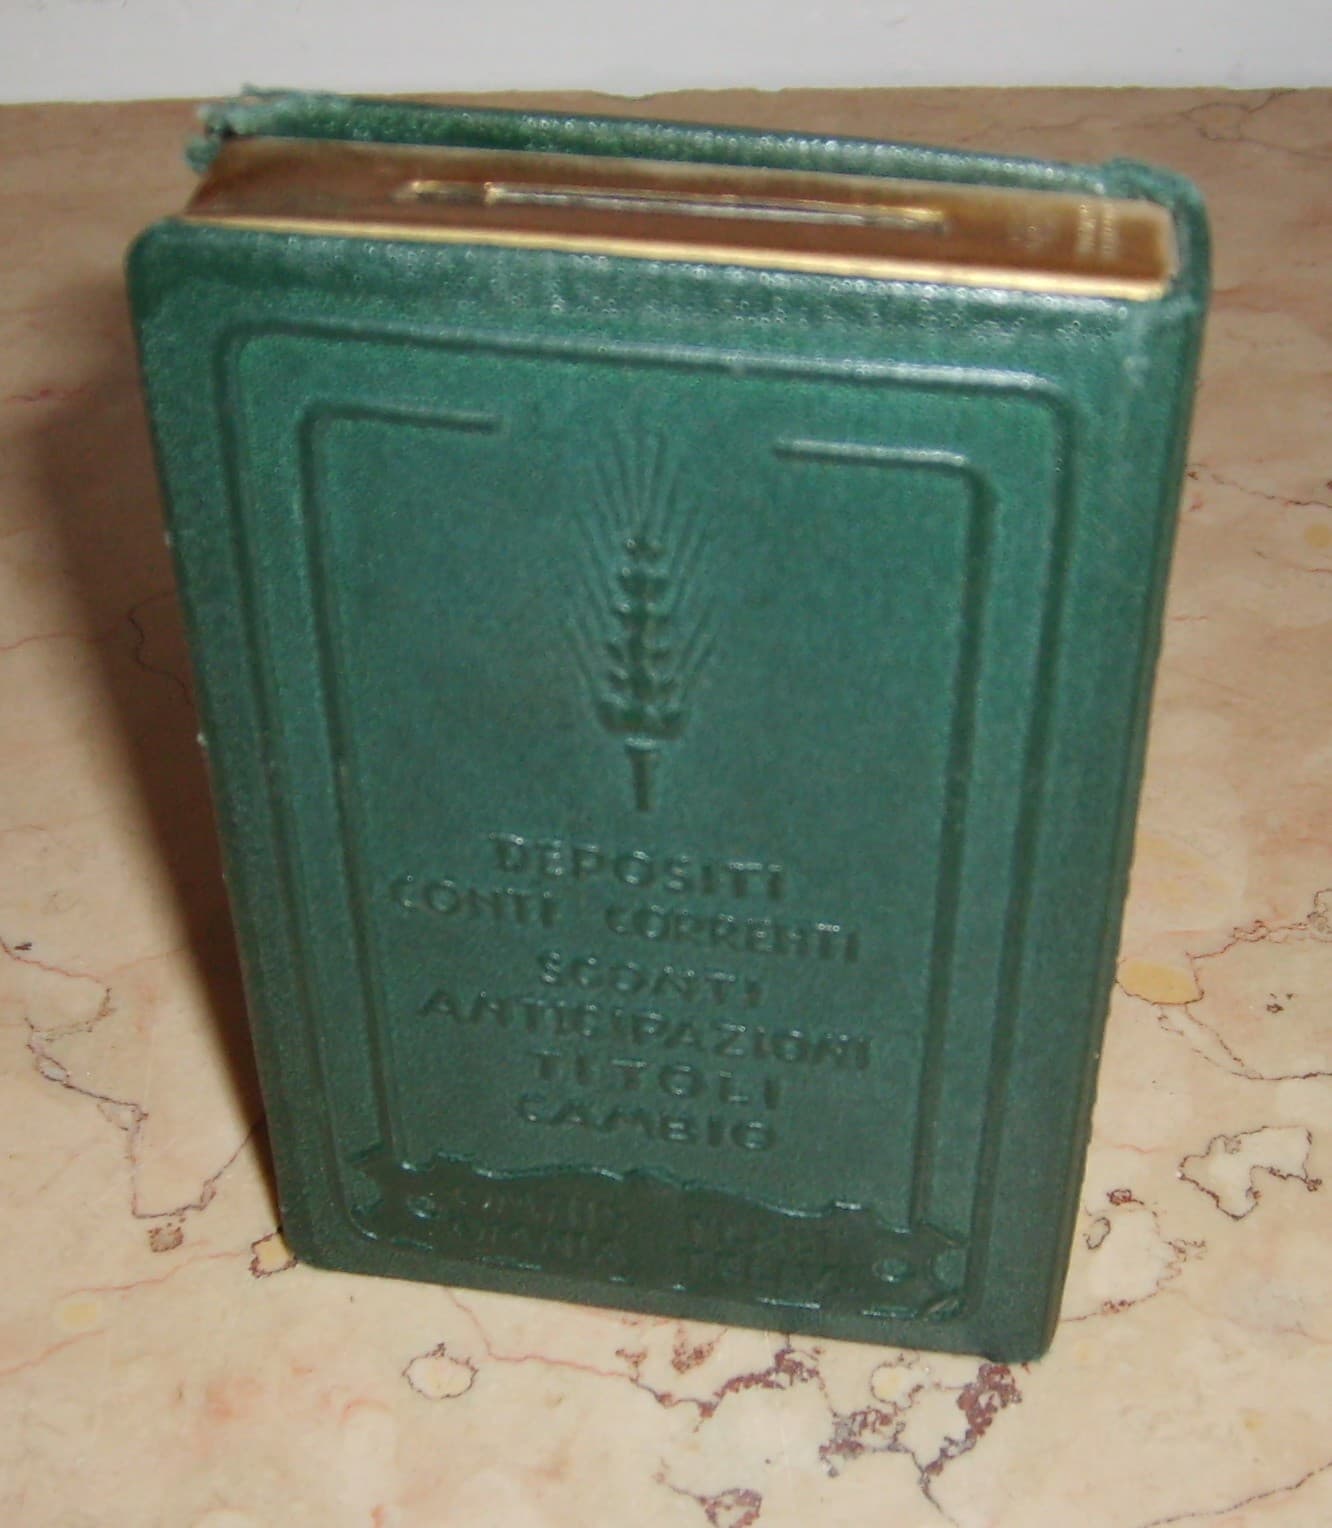 DEPOSITI
CONTI CORRENTI
SCONTI
ANTICIPAZIONI
TITOLI
CAMBIO